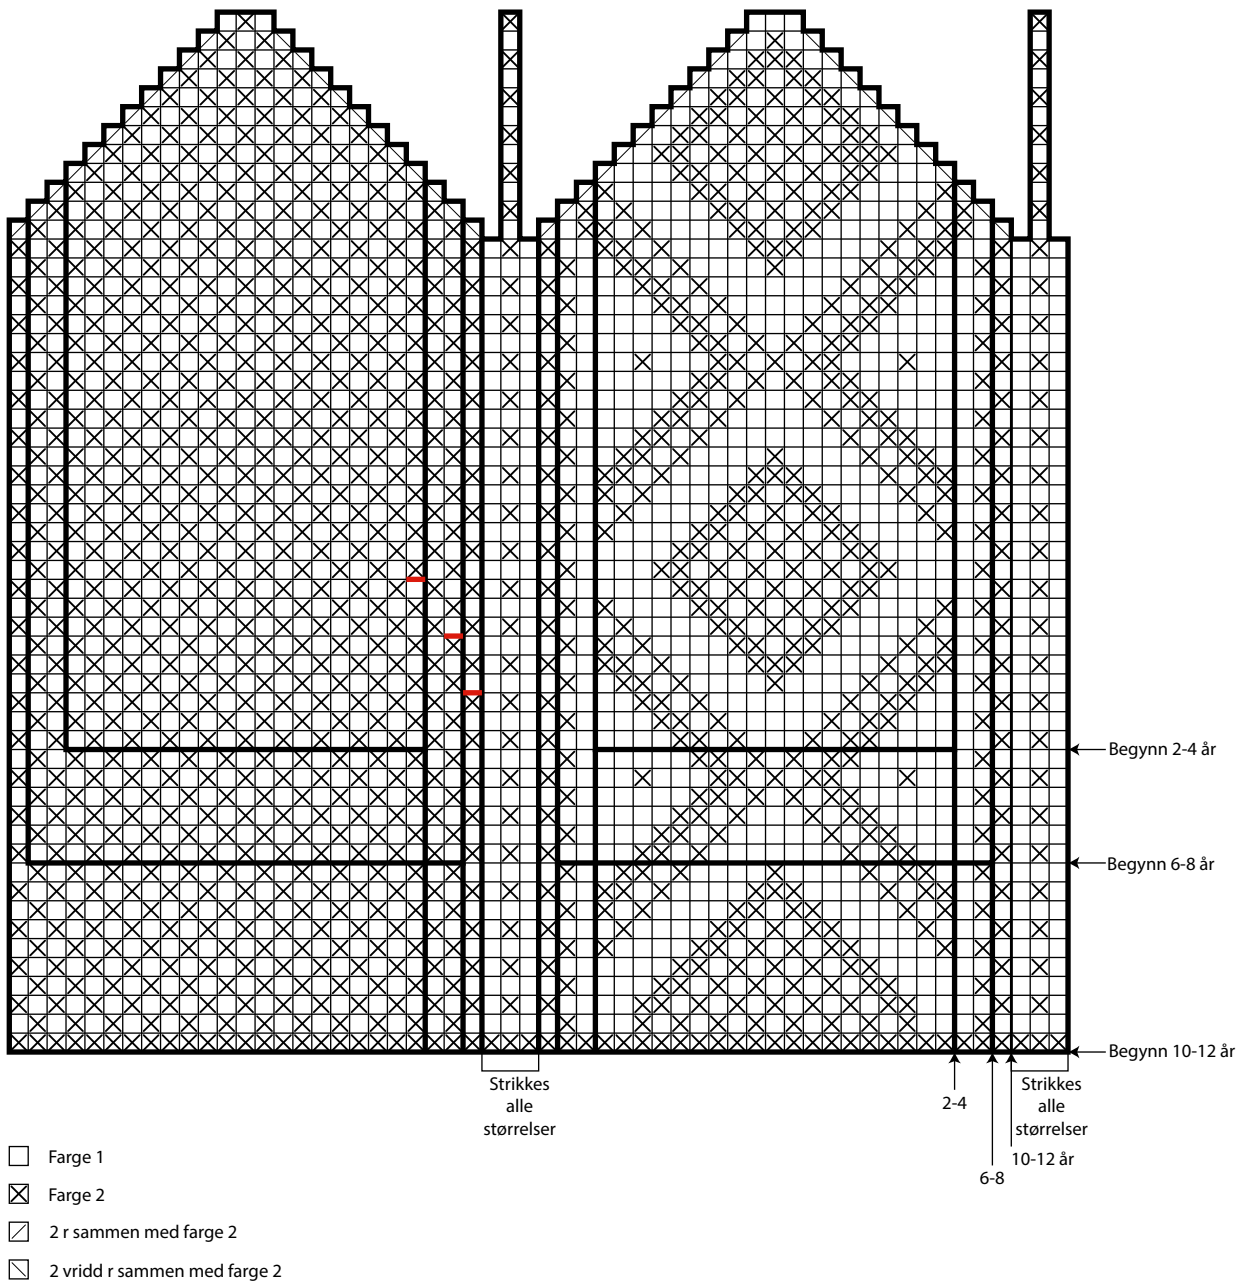 Begynn 2-4 år
Begynn 6-8 år
Begynn 10-12 år
Strikkes
alle
størrelser
2-4
6-8
10-12 år
Strikkes
alle
størrelser
Farge 1
Farge 2
2 r sammen med farge 2
2 vridd r sammen med farge 2